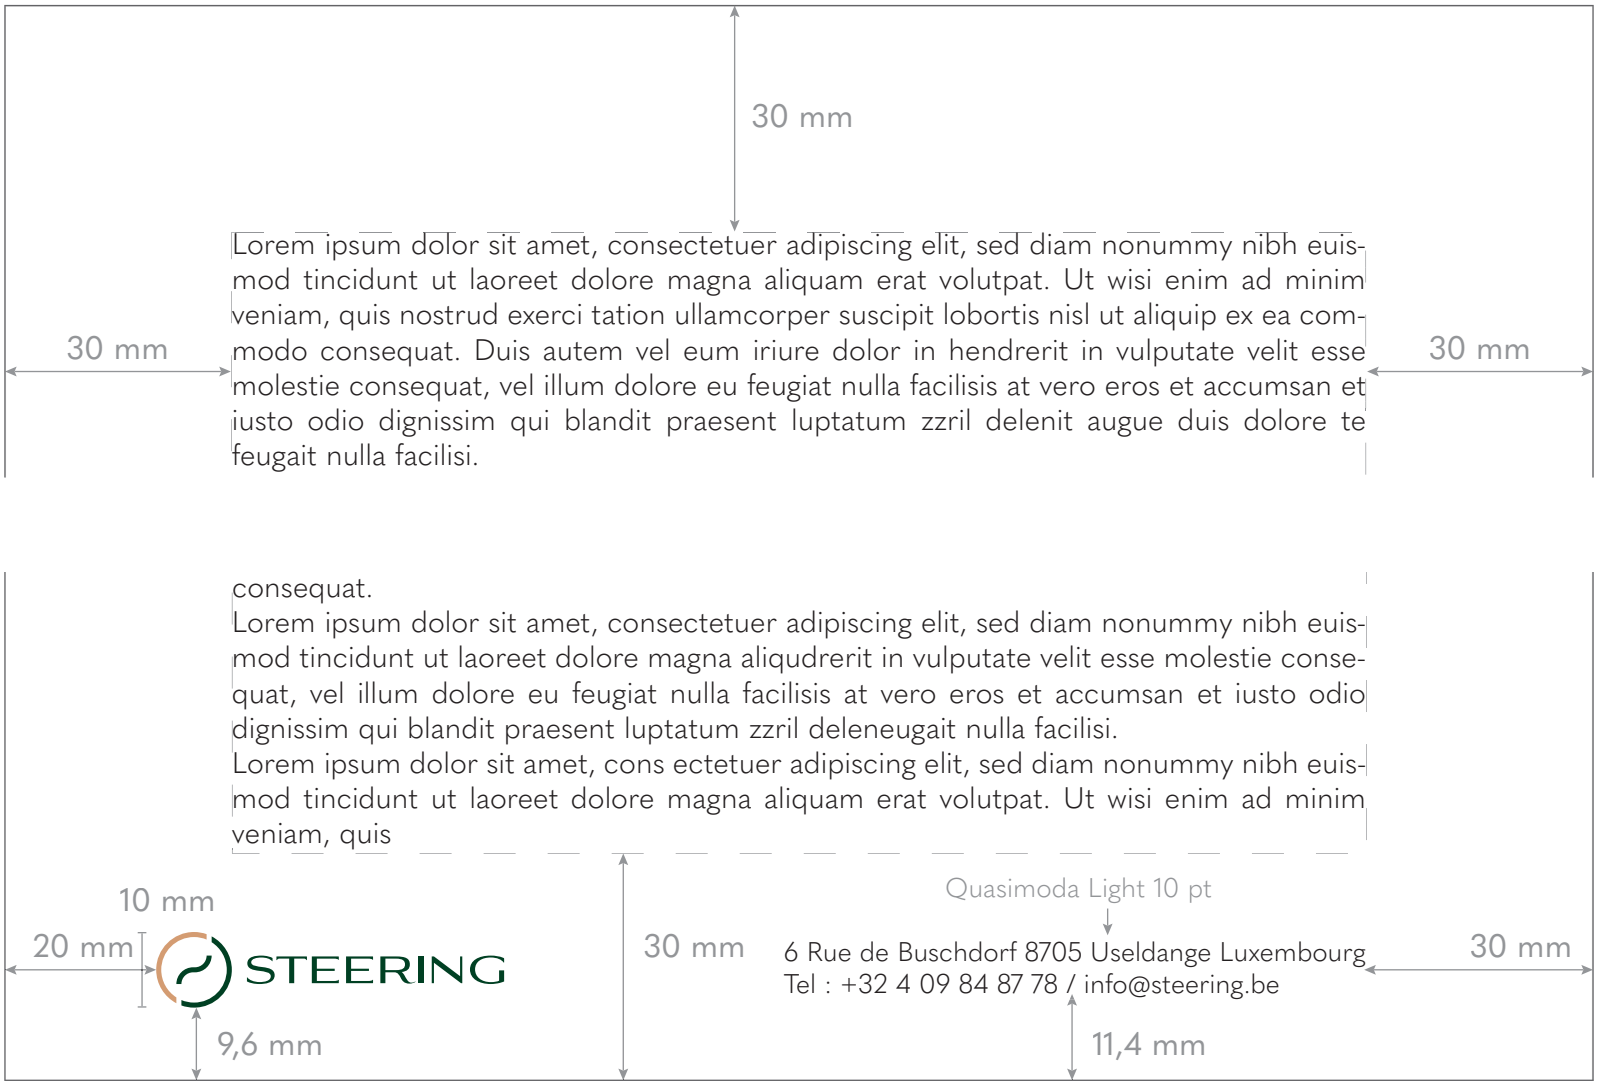 30 mm
Lorem ipsum dolor sit amet, consectetuer adipiscing elit, sed diam nonummy nibh euis-
mod tincidunt ut laoreet dolore magna aliquam erat volutpat. Ut wisi enim ad minim
veniam, quis nostrud exerci tation ullamcorper suscipit lobortis nisl ut aliquip ex ea com-
modo consequat. Duis autem vel eum iriure dolor in hendrerit in vulputate velit esse
molestie consequat, vel illum dolore eu feugiat nulla facilisis at vero eros et accumsan et
iusto odio dignissim qui blandit praesent luptatum zzril delenit augue duis dolore te
feugait nulla facilisi.
30 mm
30 mm
consequat.
Lorem ipsum dolor sit amet, consectetuer adipiscing elit, sed diam nonummy nibh euis-
mod tincidunt ut laoreet dolore magna aliqudrerit in vulputate velit esse molestie conse-
quat, vel illum dolore eu feugiat nulla facilisis at vero eros et accumsan et iusto odio
dignissim qui blandit praesent luptatum zzril deleneugait nulla facilisi.
Lorem ipsum dolor sit amet, cons ectetuer adipiscing elit, sed diam nonummy nibh euis-
mod tincidunt ut laoreet dolore magna aliquam erat volutpat. Ut wisi enim ad minim
veniam, quis
10 mm
20 mm
STEERING
9,6 mm
30 mm
Quasimoda Light 10 pt
6 Rue de Buschdorf 8705 Useldange Luxembourg
Tel : +32 4 09 84 87 78 / info@steering.be
30 mm
11,4 mm